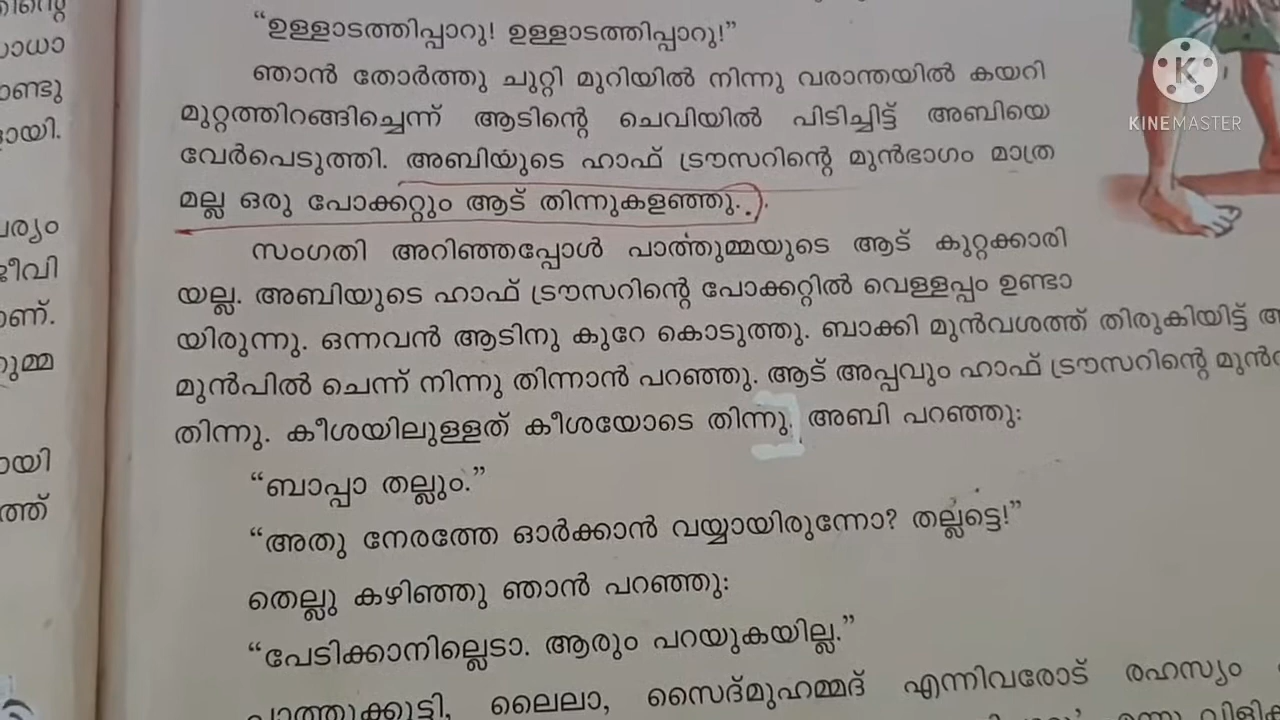 “ഉള്ളാടത്തിപ്പാറു! ഉള്ളാടത്തിപ്പാറു!”
ഞാൻ തോർത്തു ചുറ്റി മുറിയിൽ നിന്നു വരാന്തയിൽ കയറി
മുറ്റത്തിറങ്ങിച്ചെന്ന് ആടിന്റെ ചെവിയിൽ പിടിച്ചിട്ട് അബിയെ
വേർപെടുത്തി. അബിയുടെ ഹാഫ് ട്രൗസറിന്റെ മുൻഭാഗം മാത്ര
മല്ല ഒരു പോക്കറ്റും ആട് തിന്നുകളഞ്ഞു.
സംഗതി അറിഞ്ഞപ്പോൾ പാത്തുമ്മയുടെ ആട് കുറ്റക്കാരി
യല്ല. അബിയുടെ ഹാഫ് ട്രൗസറിന്റെ പോക്കറ്റിൽ വെള്ളപ്പം ഉണ്ടാ
യിരുന്നു. ഒന്നവൻ ആടിനു കുറേ കൊടുത്തു. ബാക്കി മുൻവശത്ത് തിരുകിയിട്ട്
മുൻപിൽ ചെന്ന് നിന്നു തിന്നാൻ പറഞ്ഞു. ആട് അപ്പവും ഹാഫ് ട്രൗസറിന്റെ
തിന്നു. കീശയിലുള്ളത് കീശയോടെ തിന്നു. അബി പറഞ്ഞു:
“ബാപ്പാ തല്ലും.”
“അതു നേരത്തേ ഓർക്കാൻ വയ്യായിരുന്നോ? തല്ലട്ടെ!”
തെല്ലു കഴിഞ്ഞു ഞാൻ പറഞ്ഞു:
“പേടിക്കാനില്ലെടാ. ആരും പറയുകയില്ല.”
പാത്തുക്കുട്ടി, ലൈലാ, സൈദ്മുഹമ്മദ് എന്നിവരോട് രഹസ്യം
KINEMASTER